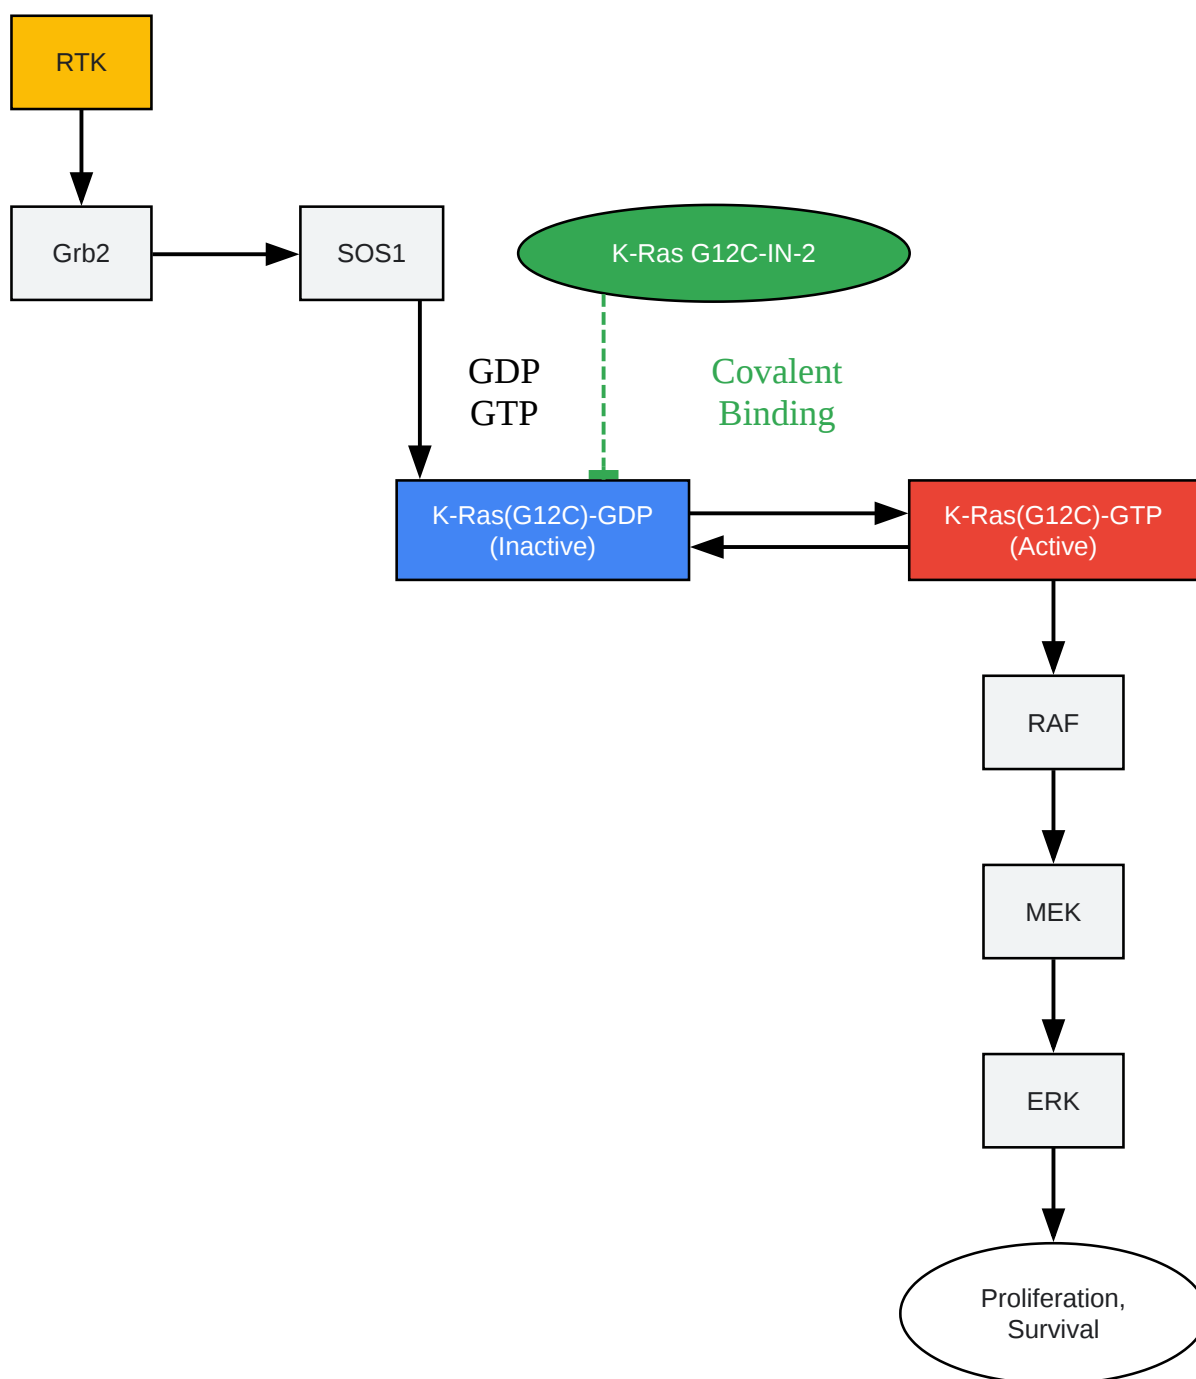 RTK
Grb2
SOS1
K-Ras G12C-IN-2
GDP
GTP
Covalent
Binding
K-Ras(G12C)-GDP
(Inactive)
K-Ras(G12C)-GTP
(Active)
RAF
MEK
ERK
Proliferation,
Survival